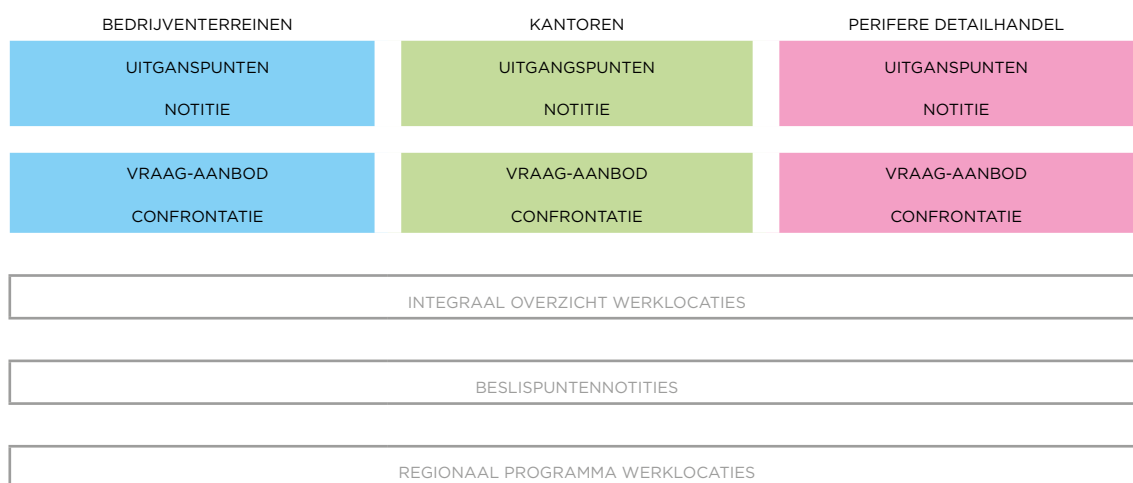 BEDRIJVENTERREINEN KANTOREN PERIFERE DETAILHANDEL
UITGANSPUNTEN UITGANGSPUNTEN UITGANSPUNTEN
NOTITIE NOTITIE NOTITIE
VRAAG-AANBOD VRAAG-AANBOD VRAAG-AANBOD
CONFRONTATIE CONFRONTATIE CONFRONTATIE
INTEGRAAL OVERZICHT WERKLOCATIES
BESLISPUNTENNOTITIES
REGIONAAL PROGRAMMA WERKLOCATIES